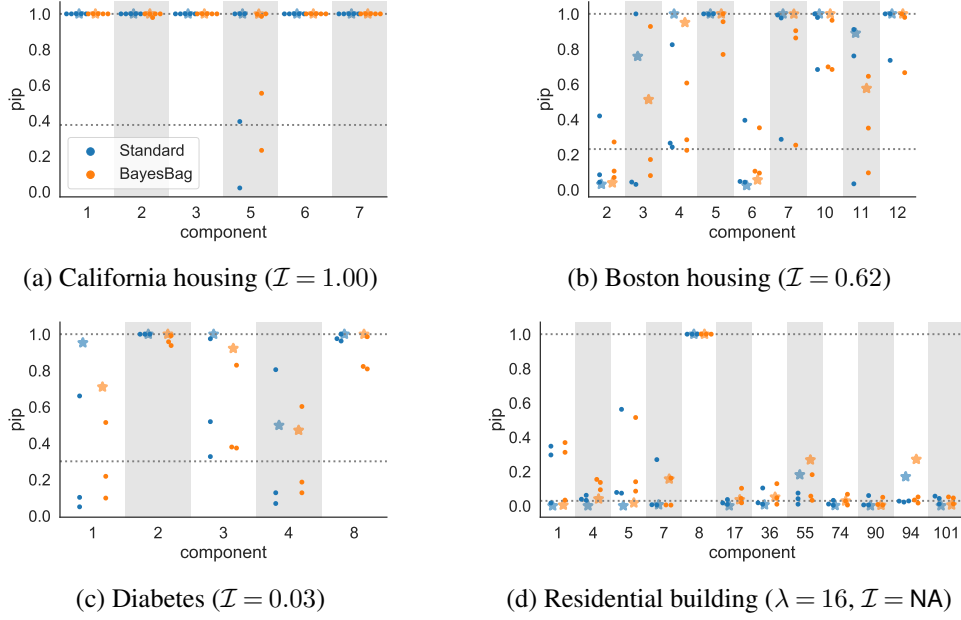 1.0
0.8
0.6
0.4
0.2
0.0
pip
Standard
BayesBag
1 2 3 5 6 7
component
(a) California housing (I = 1.00)
1.0
0.8
0.6
0.4
0.2
0.0
pip
2 3 4 5 6 7 10 11 12
component
(b) Boston housing (I = 0.62)
1.0
0.8
0.6
0.4
0.2
0.0
pip
1 2 3 4 8
component
(c) Diabetes (I = 0.03)
1.0
0.8
0.6
0.4
0.2
0.0
pip
1 4 5 7 8 17 36 55 74 90 94 101
component
(d) Residential building (λ = 16, I = NA)